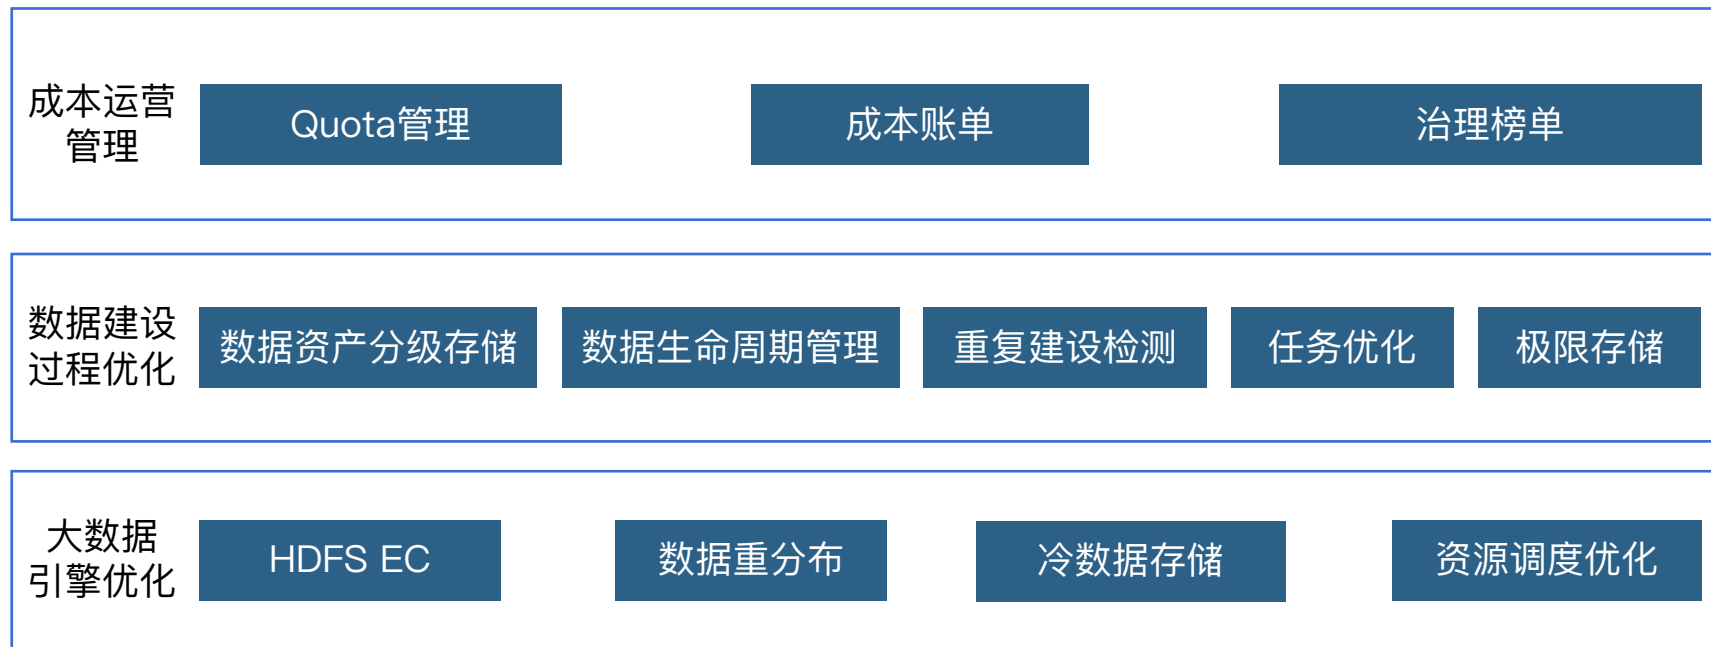 成本运营
管理
Quota管理
成本账单
治理榜单
数据建设
过程优化
数据资产分级存储
数据生命周期管理
重复建设检测
任务优化
极限存储
大数据
引擎优化
HDFS EC
数据重分布
冷数据存储
资源调度优化